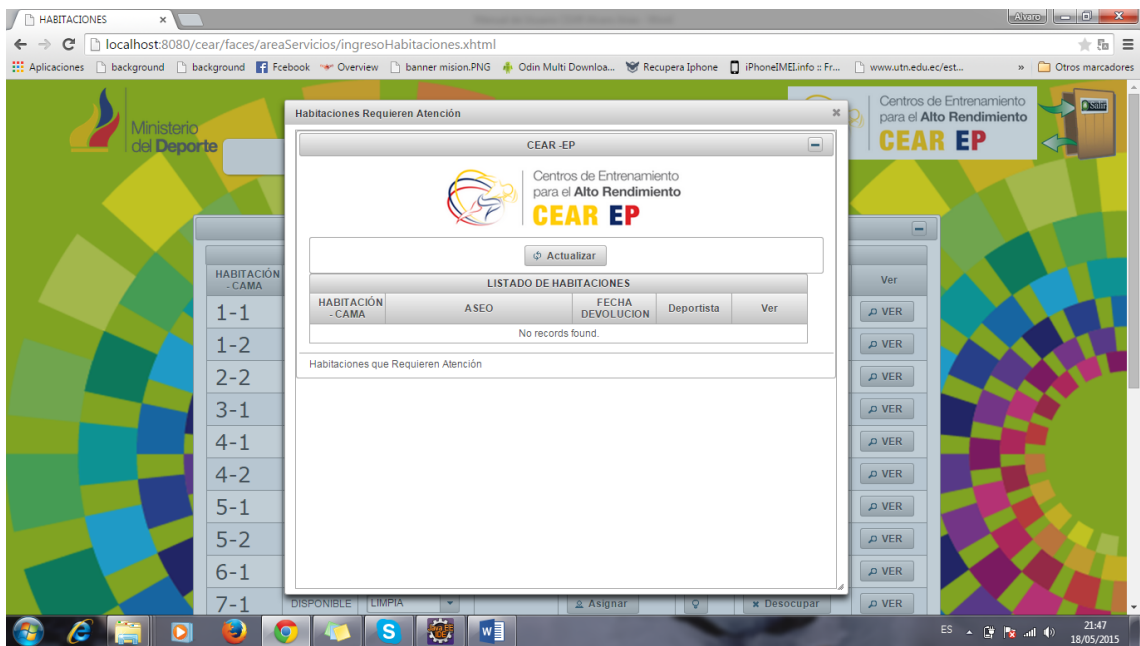 HABITACIONES
Alvaro
localhost:8080/cear/faces/areaServicios/ingresoHabitaciones.xhtml
Aplicaciones background background Fcebook Overview banner mision.PNG Odin Multi Downloa... Recupera Iphone iPhoneIMEI.info :: Fr... www.utn.edu.ec/est... » Otros marcadores
Ministerio
del Deporte
Centros de Entrenamiento
para el Alto Rendimiento
CEAR EP
Salir
Habitaciones Requieren Atención
CEAR -EP
Centros de Entrenamiento
para el Alto Rendimiento
CEAR EP
Actualizar
LISTADO DE HABITACIONES
HABITACIÓN - CAMA ASEO FECHA DEVOLUCION Deportista Ver
No records found.
Habitaciones que Requieren Atención
HABITACIÓN - CAMA Ver
1-1 VER
1-2 VER
2-2 VER
3-1 VER
4-1 VER
4-2 VER
5-1 VER
5-2 VER
6-1 VER
7-1 DISPONIBLE LIMPIA Asignar Desocupar VER
ES 21:47
18/05/2015